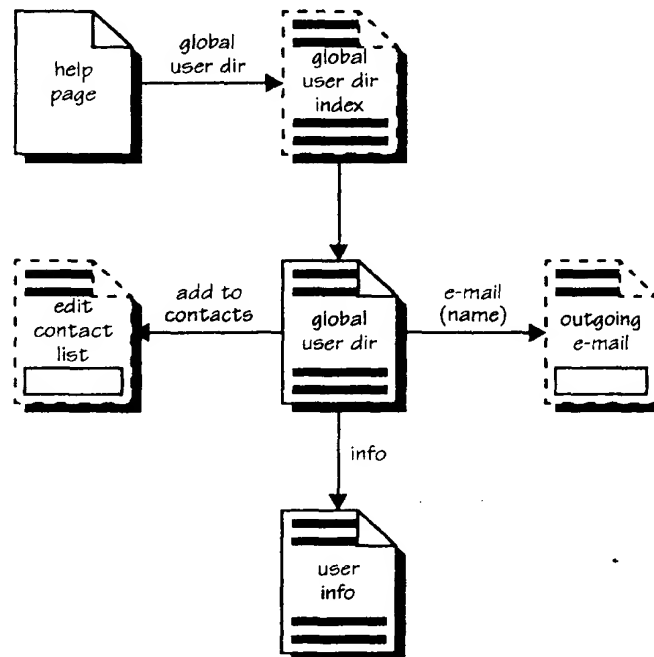 help
page
global
user dir
global
user dir
index
edit
contact
list
add to
contacts
global
user dir
e-mail
(name)
outgoing
e-mail
info
user
info